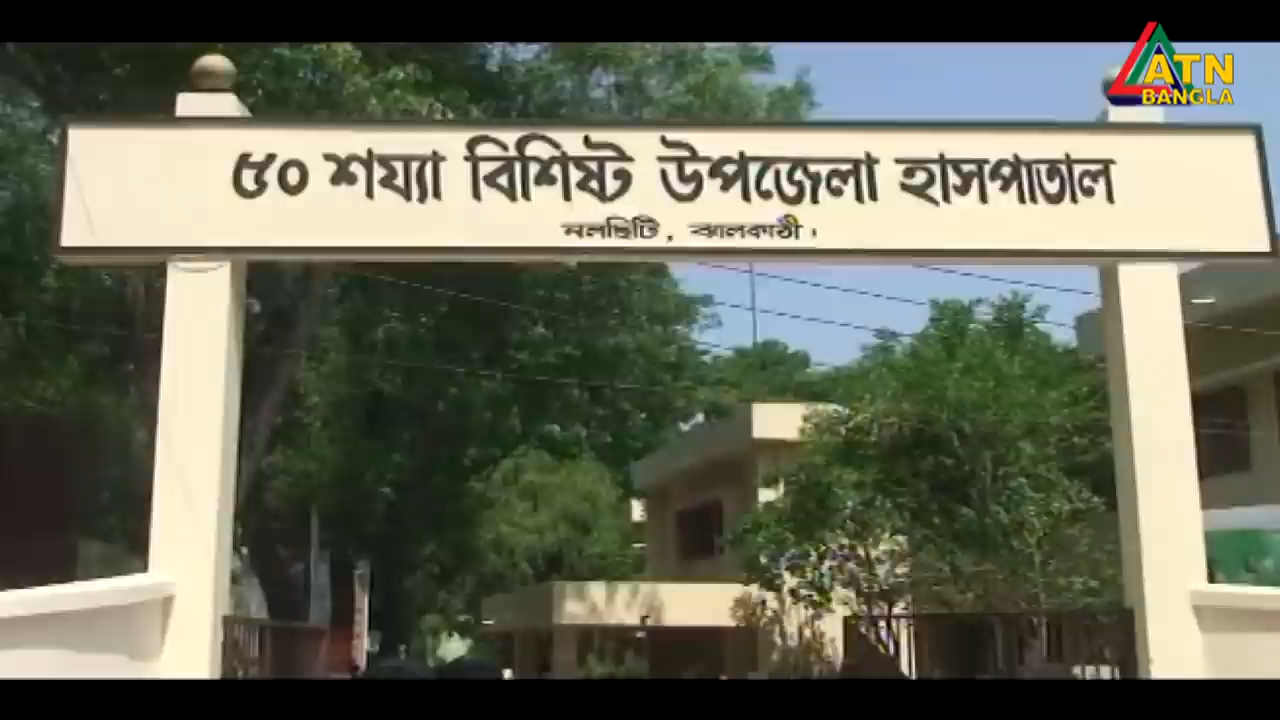 ATN
BANGLA
৫০ শয্যা বিশিষ্ট উপজেলা হাসপাতাল
নলছিটি, ঝালকাঠী।